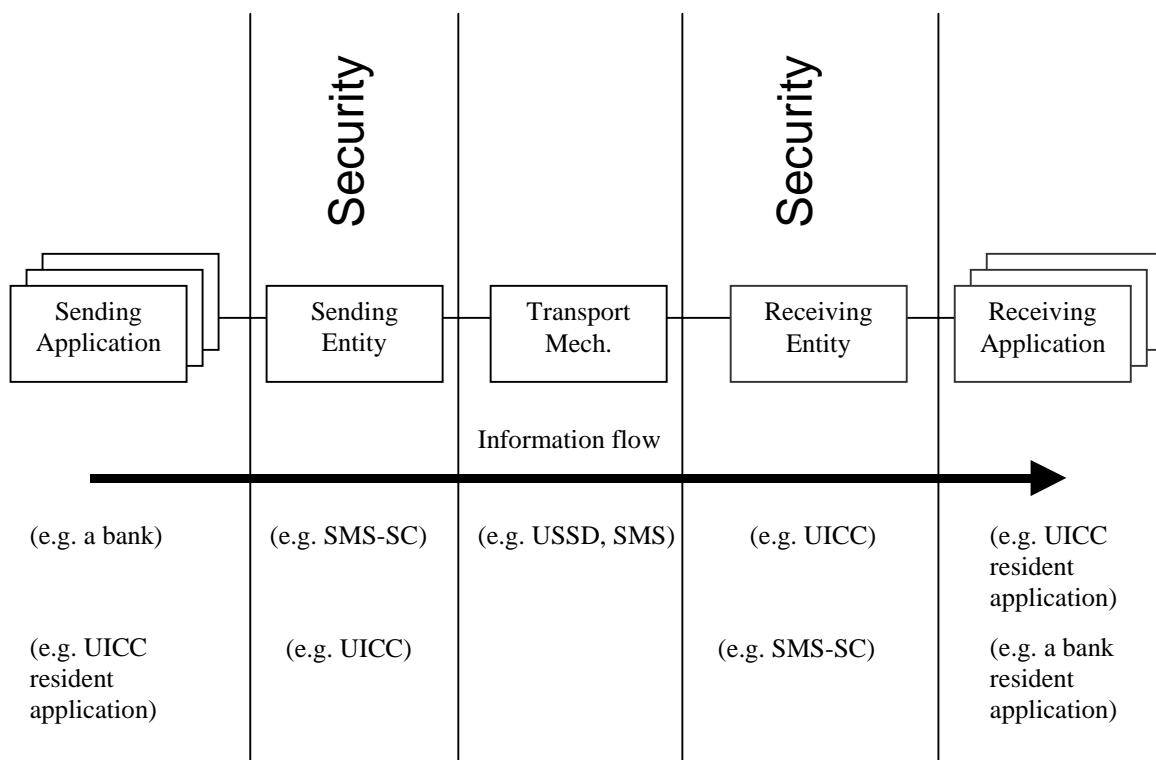 Security
Security
Sending
Application
Sending
Entity
Transport
Mech.
Receiving
Entity
Receiving
Application
Information flow
(e.g. a bank)
(e.g. SMS-SC)
(e.g. USSD, SMS)
(e.g. UICC)
(e.g. UICC
resident
application)
(e.g. UICC
resident
application)
(e.g. UICC)
(e.g. SMS-SC)
(e.g. a bank
resident
application)